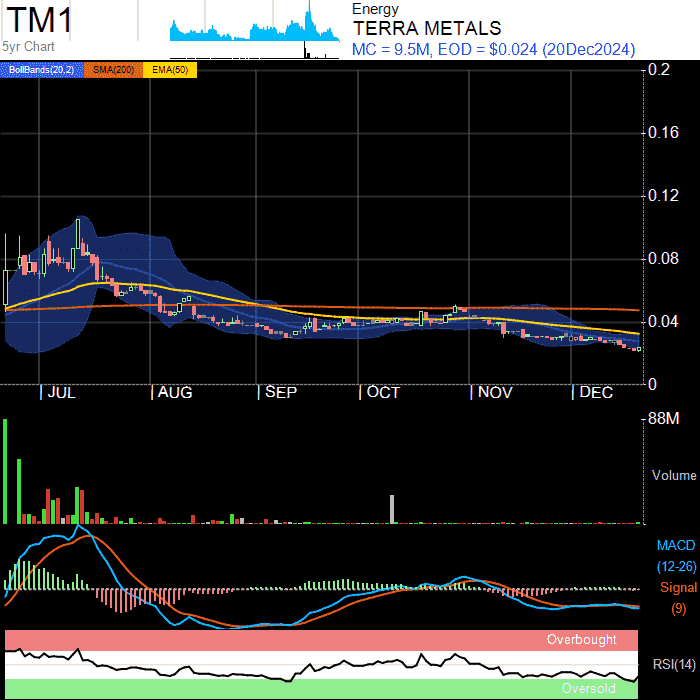 TM1
5yr Chart
Energy
TERRA METALS
MC = 9.5M, EOD = $0.024 (20Dec2024)
BollBands(20,2) SMA(200) EMA(50)
0.2
0.16
0.12
0.08
0.04
0
JUL AUG SEP OCT NOV DEC
88M
Volume
MACD
(12-26)
Signal
(9)
Overbought
RSI(14)
Oversold